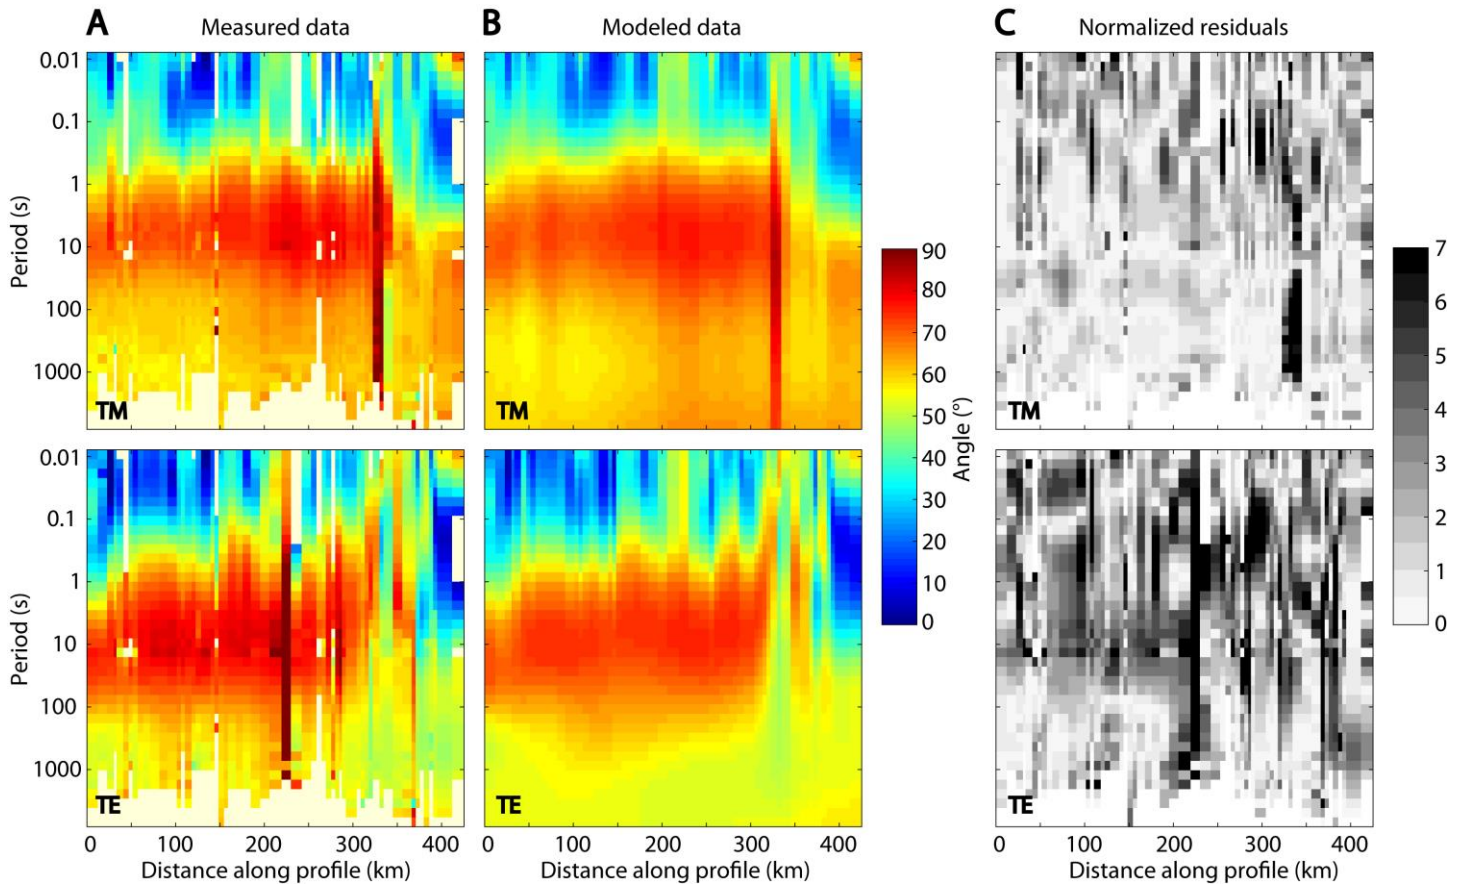 A Measured data
B Modeled data
C Normalized residuals
0.01
0.1
1
10
100
1000
Period (s)
TM
TM
TM
90
80
70
60
50
40
30
20
10
0
Angle (°)
7
6
5
4
3
2
1
0
0.01
0.1
1
10
100
1000
Period (s)
TE
TE
TE
0 100 200 300 400
0 100 200 300 400
0 100 200 300 400
Distance along profile (km)
Distance along profile (km)
Distance along profile (km)